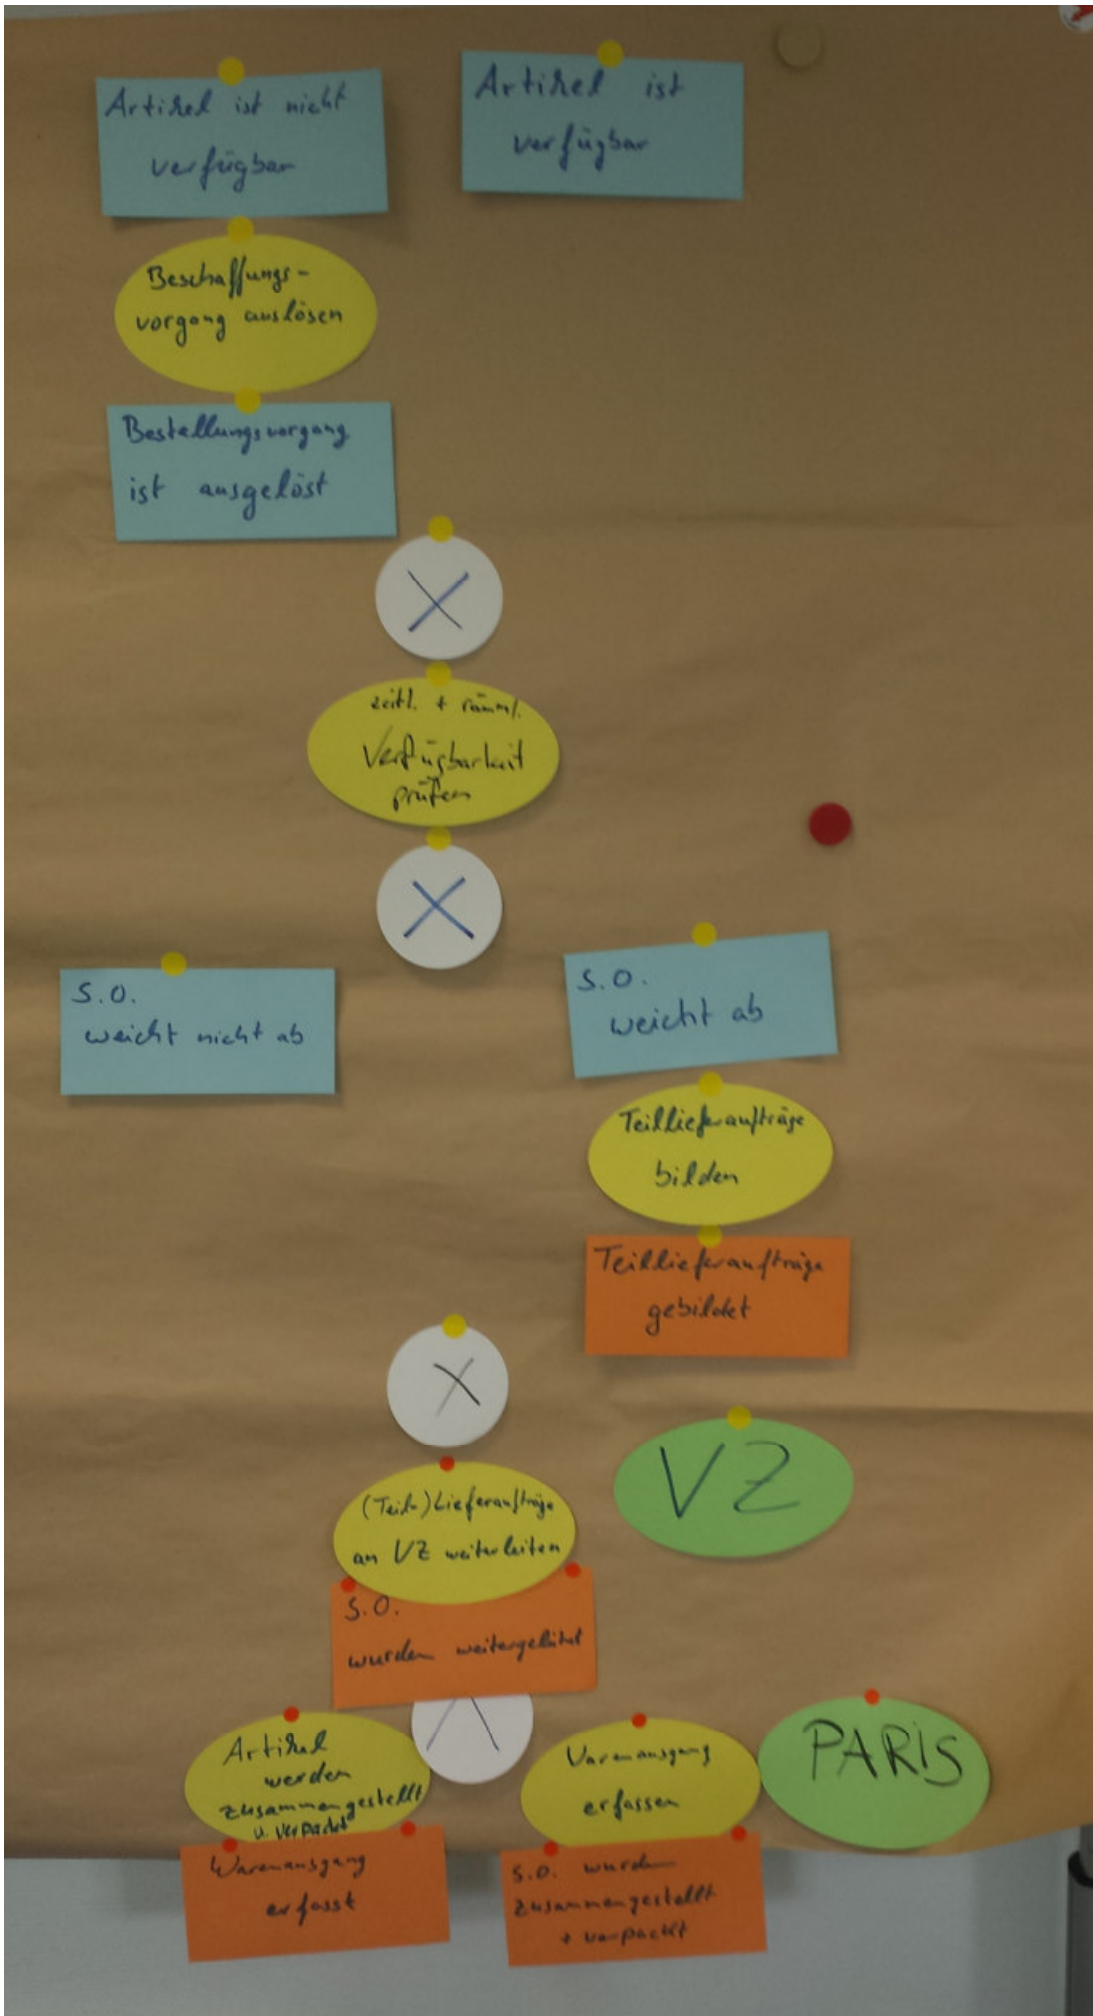 Artikel ist nicht
verfügbar
Artikel ist
verfügbar
Beschaffungs-
vorgang auslösen
Bestellungsvorgang
ist ausgelöst
X
zeitl. + räuml.
Verfügbarkeit
prüfen
X
S.O.
weicht nicht ab
S.O.
weicht ab
Teillieferaufträge
bilden
Teillieferaufträge
gebildet
X
VZ
(Teil-)Lieferaufträge
an VZ weiterleiten
S.O.
wurden weitergeleitet
Λ
Artikel
werden
zusammengestellt
u. verpackt
Warenausgang
erfassen
PARIS
Warenausgang
erfasst
S.O. wurden
zusammengestellt
+ verpackt